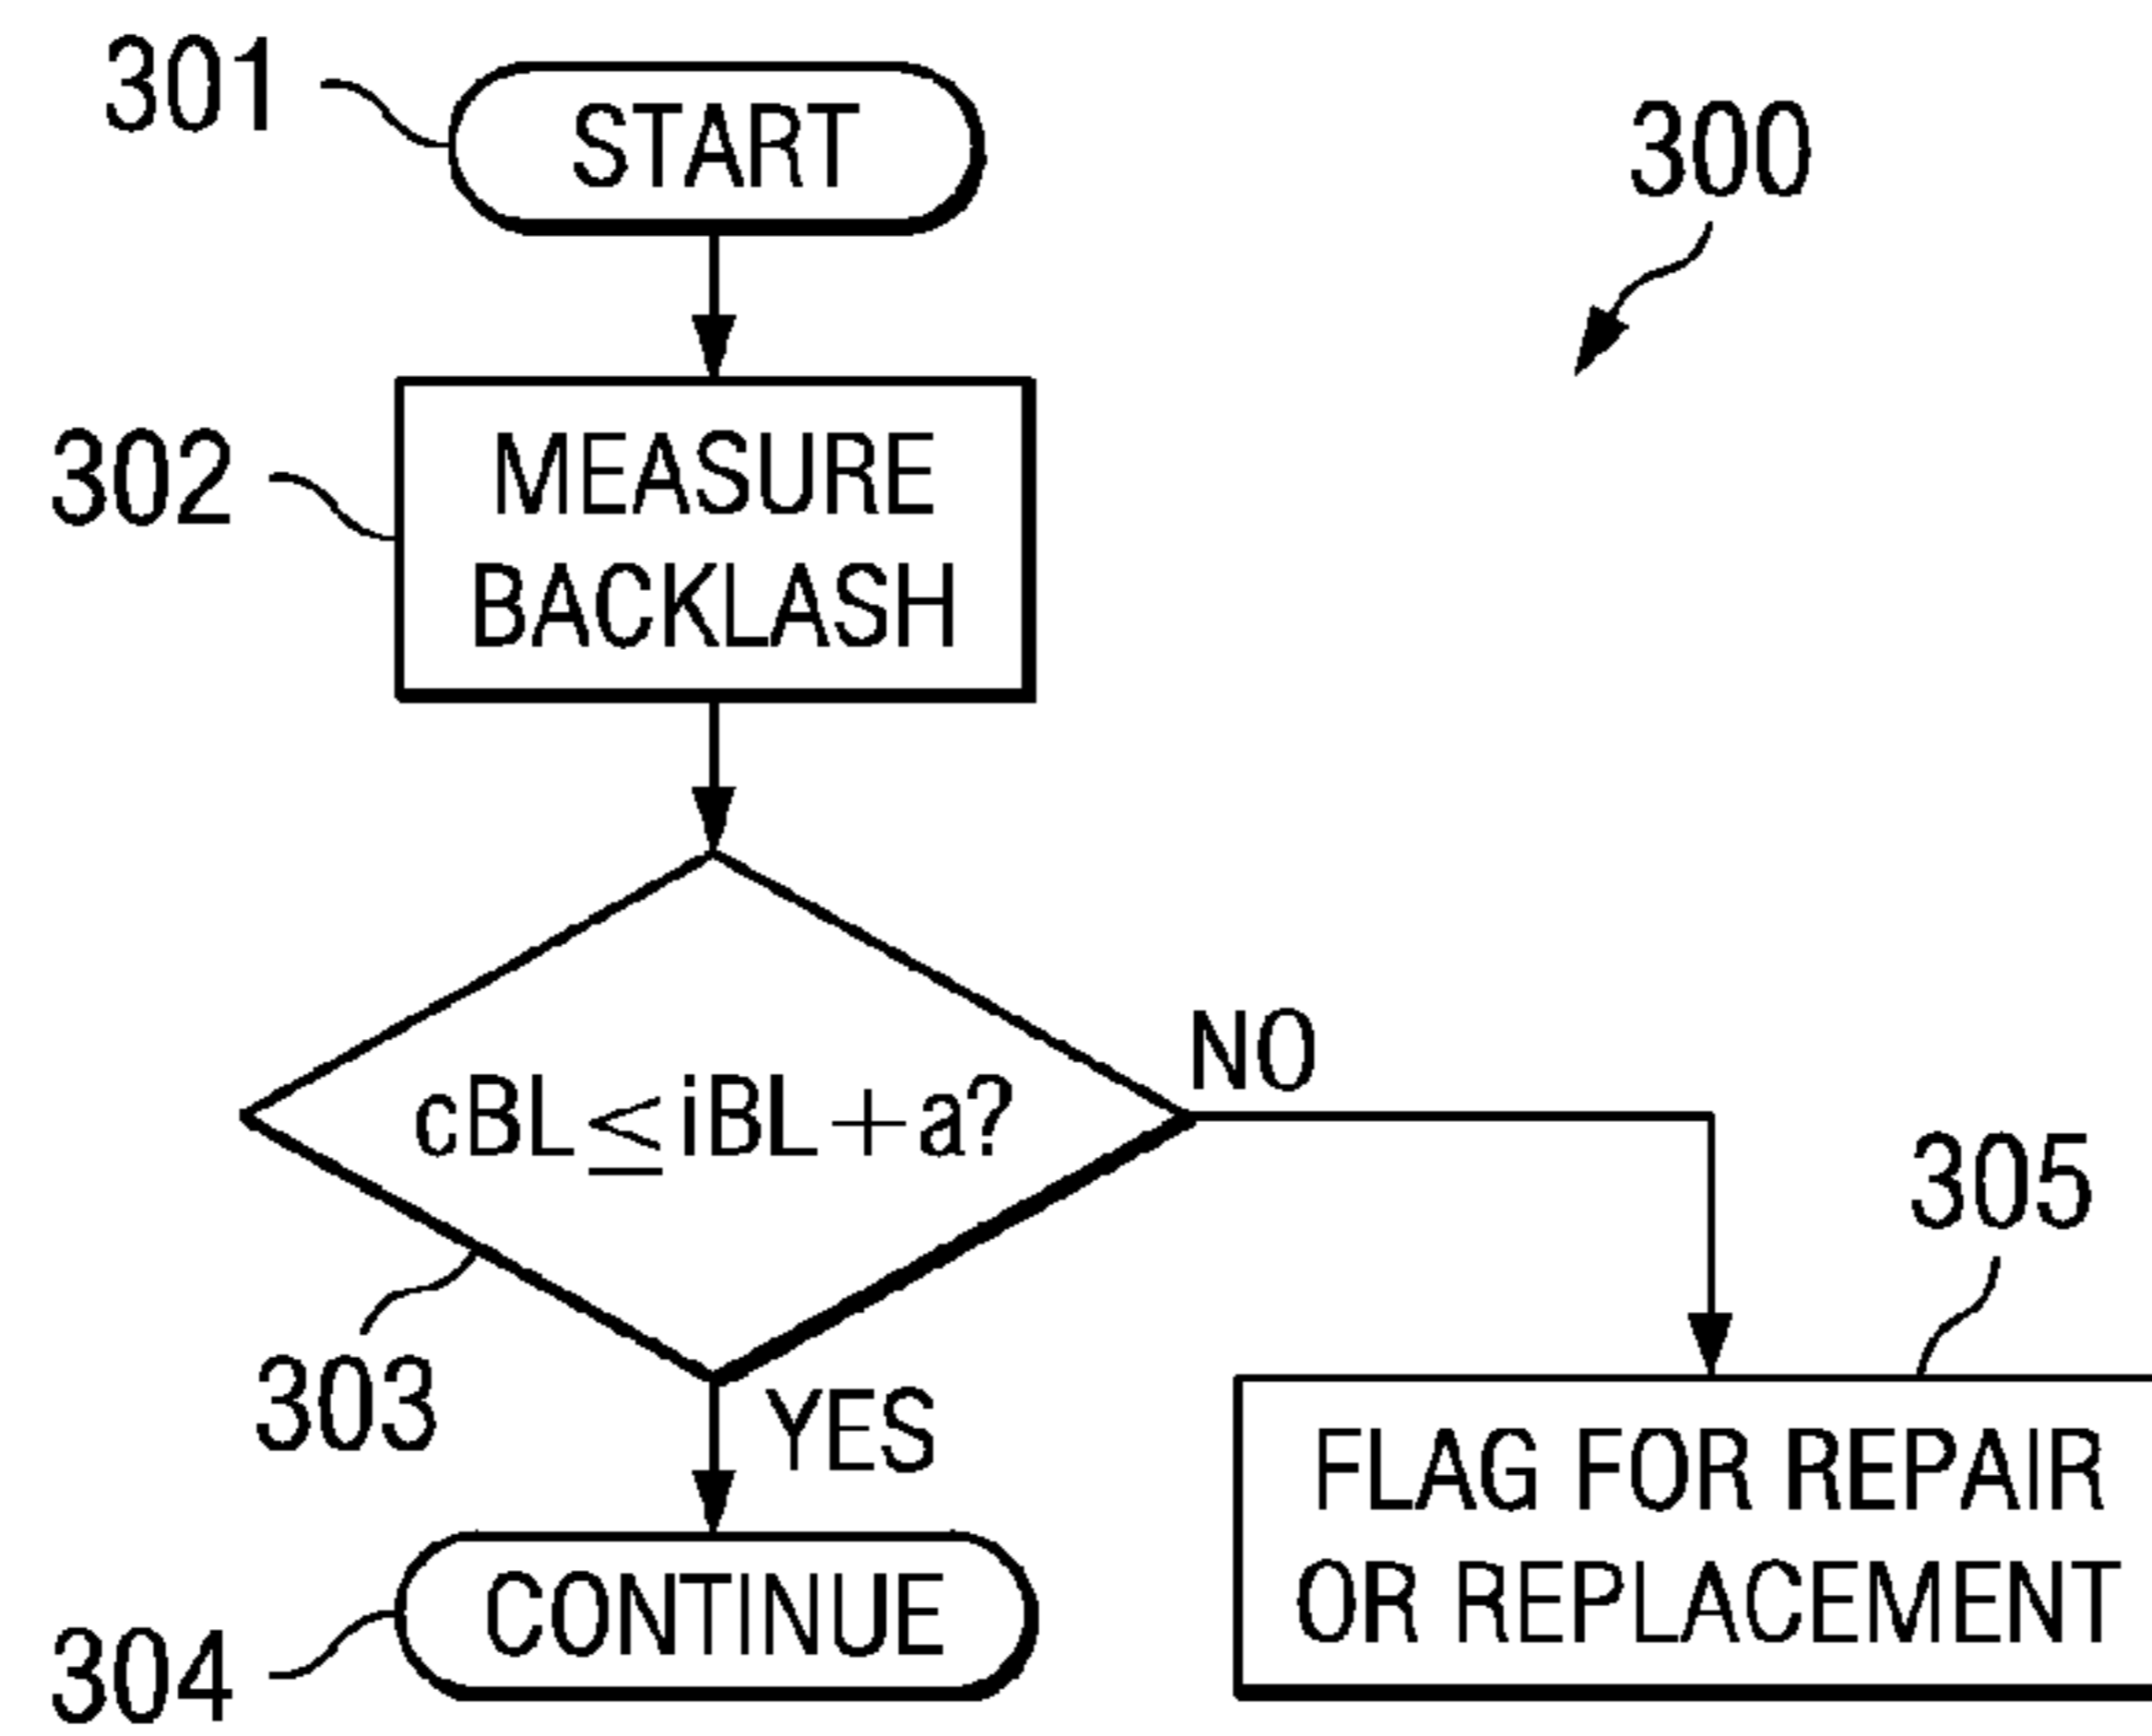 301
START
300
302
MEASURE
BACKLASH
cBL≤iBL+a?
NO
305
303
YES
FLAG FOR REPAIR
OR REPLACEMENT
CONTINUE
304